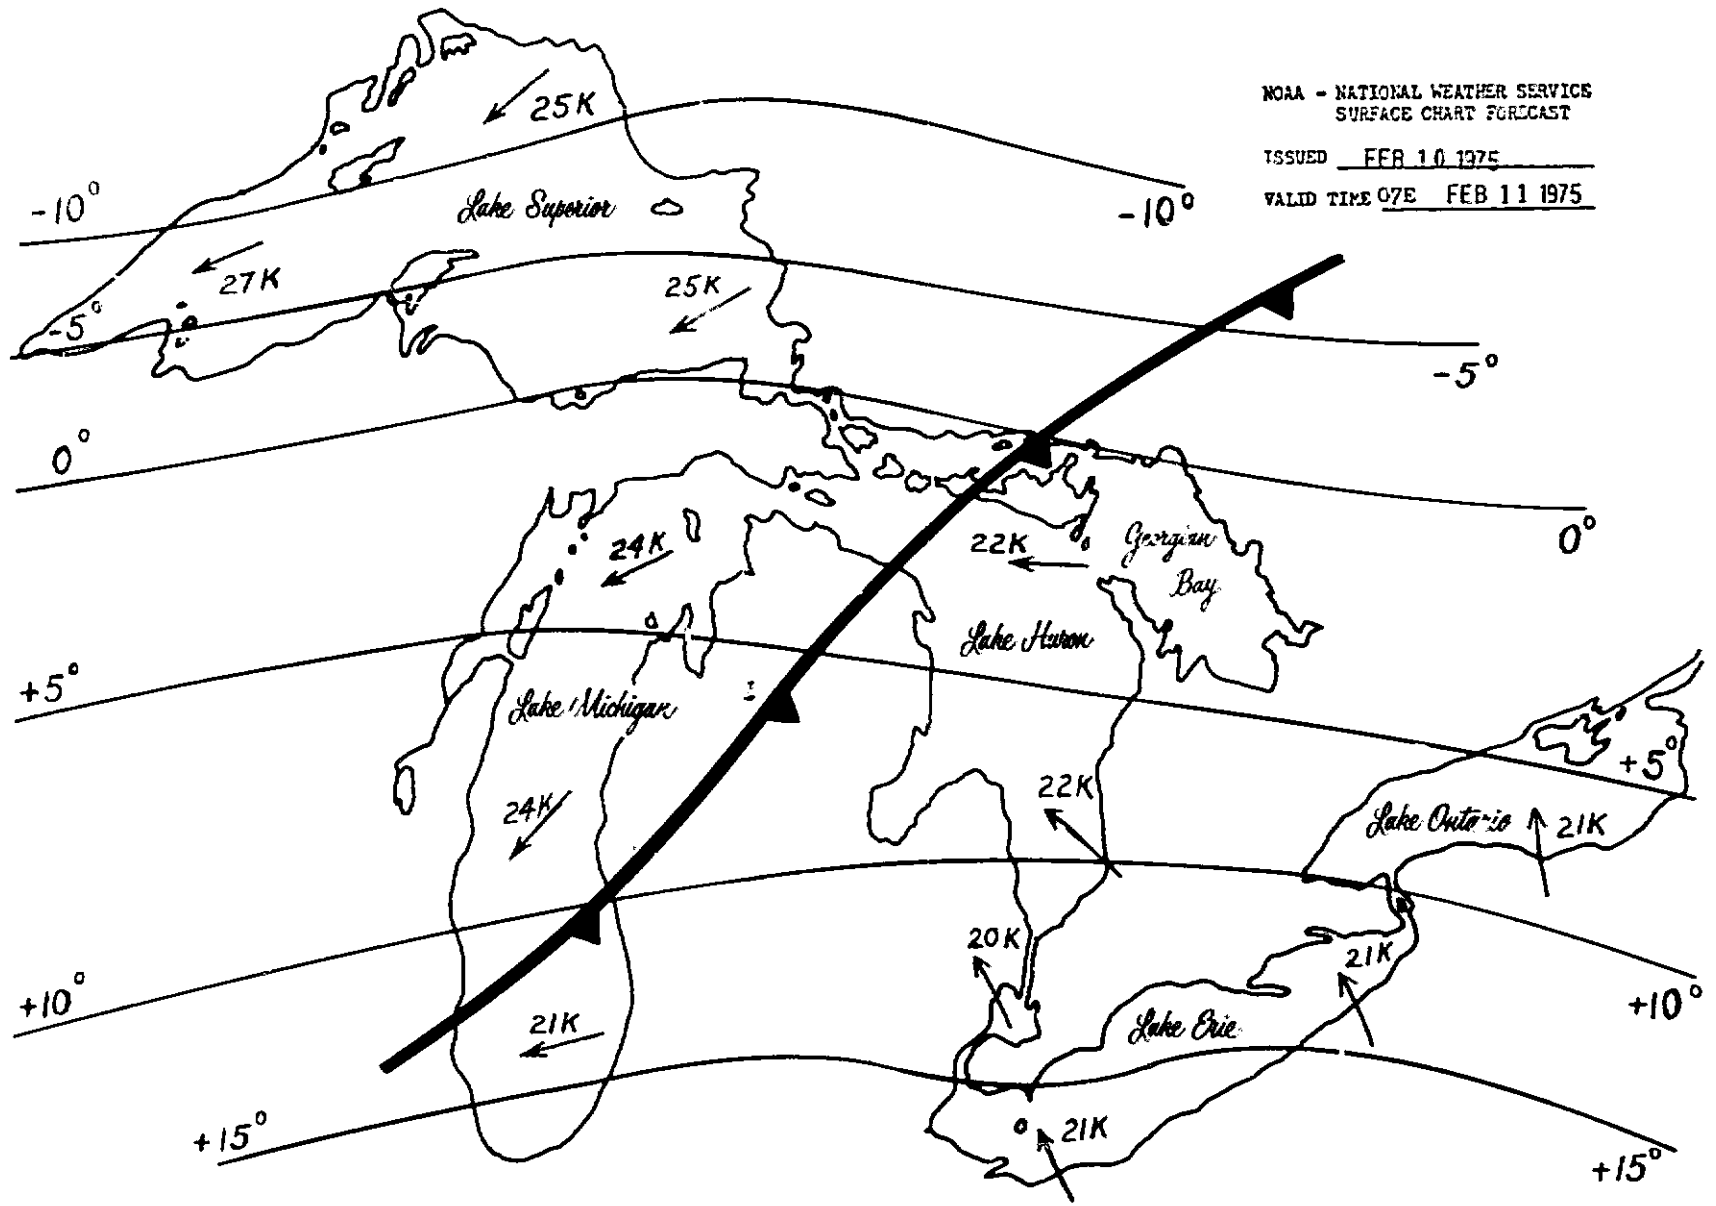 NOAA - NATIONAL WEATHER SERVICE
SURFACE CHART FORECAST
ISSUED FEB 10 1975
VALID TIME 07E FEB 11 1975
25K
-10°
Lake Superior
-10°
27K
25K
-5°
-5°
0°
24K
22K
Georgian
Bay
0°
Lake Huron
+5°
Lake Michigan
+5°
24K
22K
Lake Ontario
21K
20K
21K
+10°
+10°
21K
Lake Erie
+15°
21K
+15°